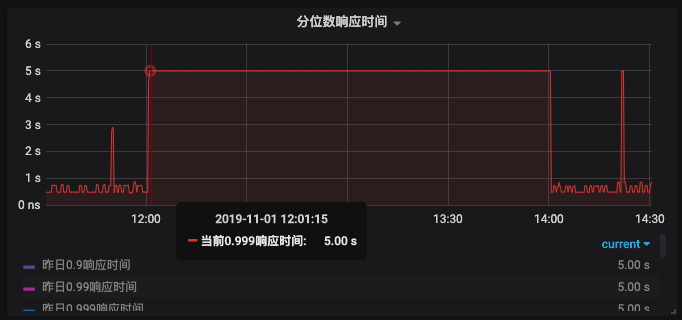 分位数响应时间
6 s
5 s
4 s
3 s
2 s
1 s
0 ns
12:00
13:30
14:00
14:30
2019-11-01 12:01:15
当前0.999响应时间: 5.00 s
current
昨日0.9响应时间 5.00 s
昨日0.99响应时间 5.00 s
昨日0.999响应时间 5.00 s